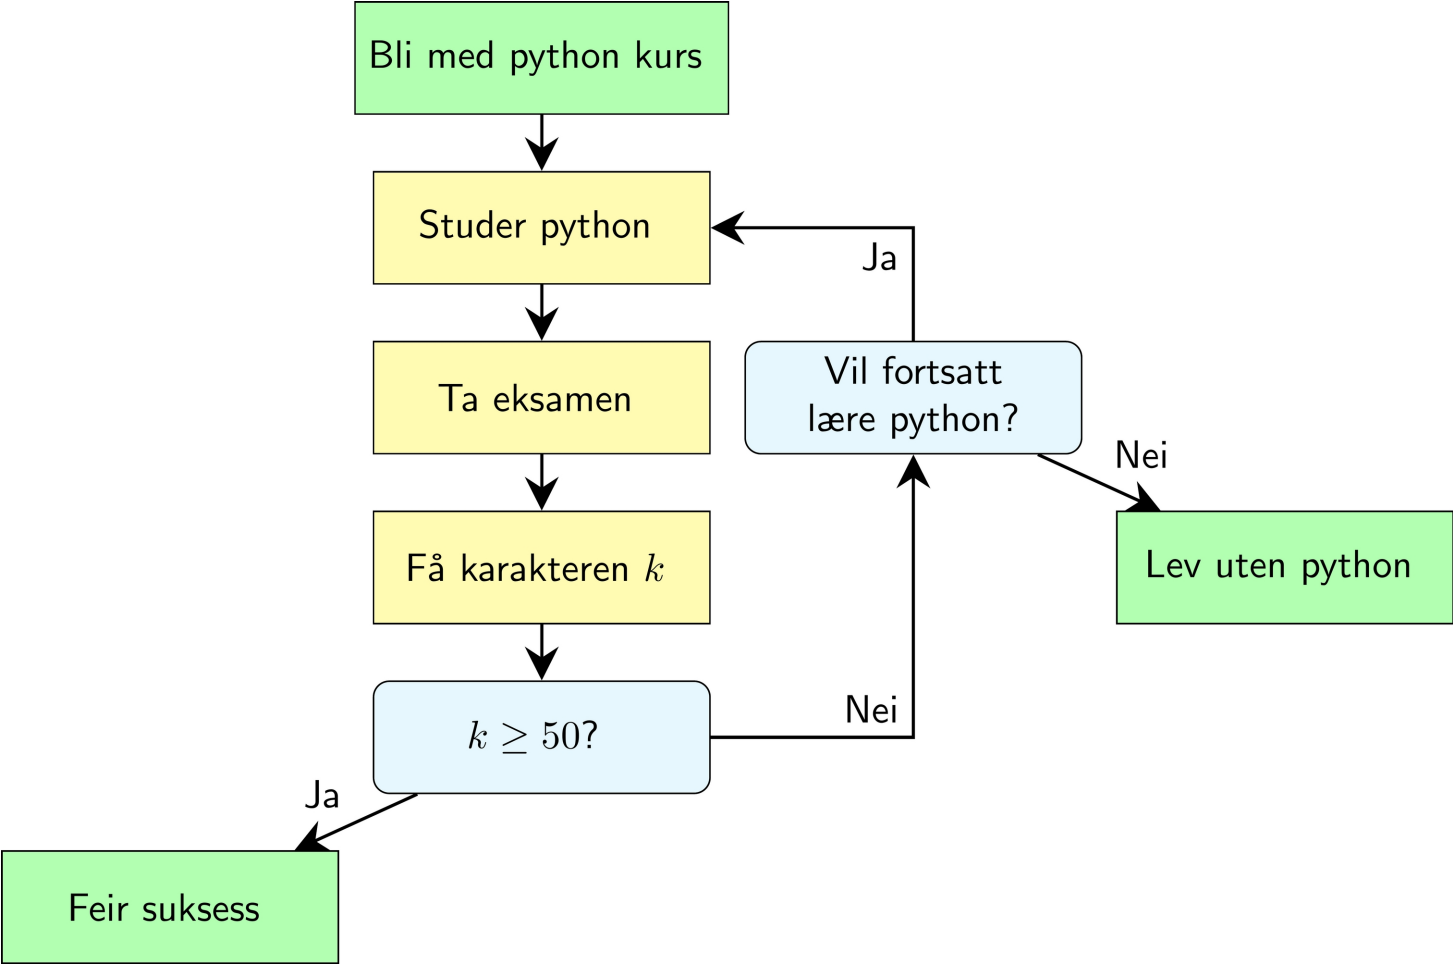 Bli med python kurs
Studer python
Ja
Ta eksamen
Vil fortsatt
lære python?
Nei
Få karakteren k
Lev uten python
k ≥ 50?
Nei
Ja
Feir suksess